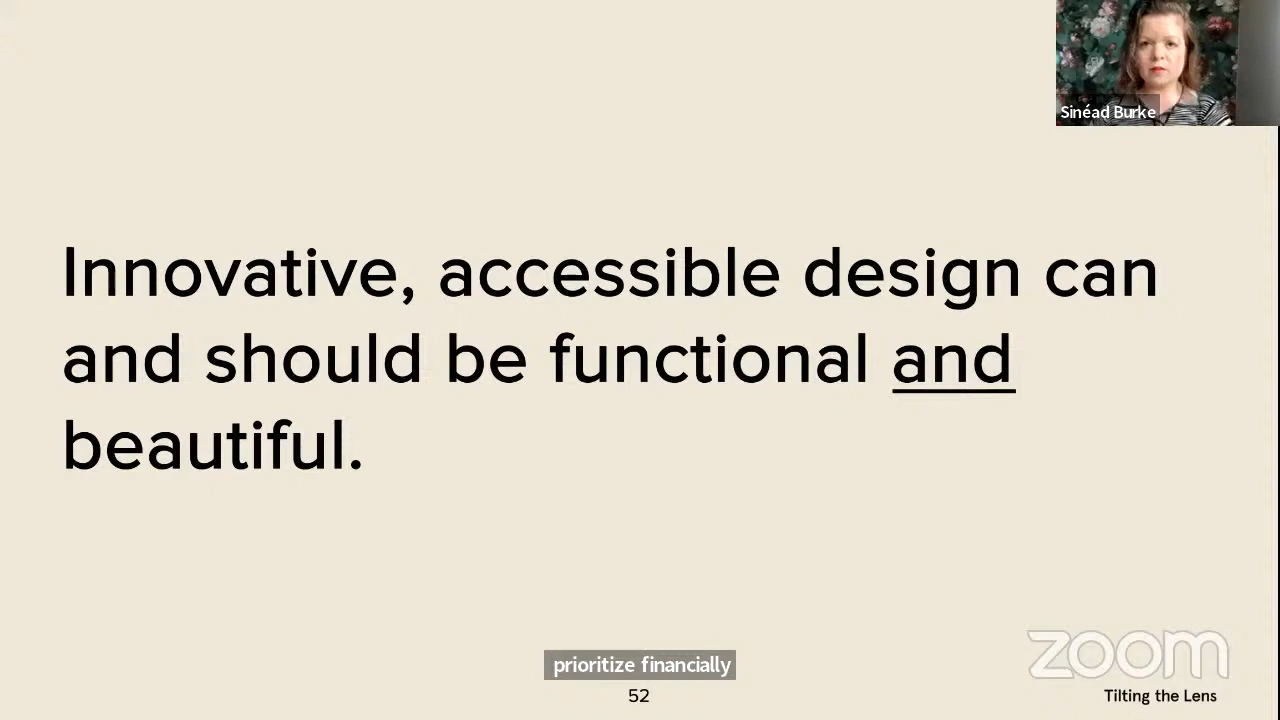 Sinéad Burke
Innovative, accessible design can
and should be functional and
beautiful.
prioritize financially
52
zoom
Tilting the Lens